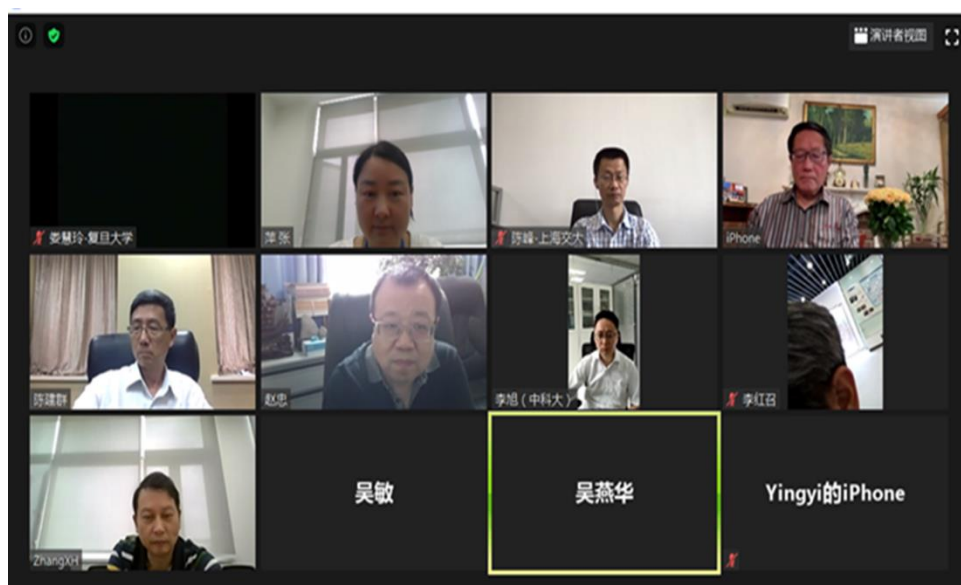 演讲者视图
娄慧玲-复旦大学
萍 张
陈峰-上海交大
iPhone
陈建群
赵忠
李旭（中科大）
李红召
ZhangXH
吴敏
吴燕华
Yingyi的iPhone